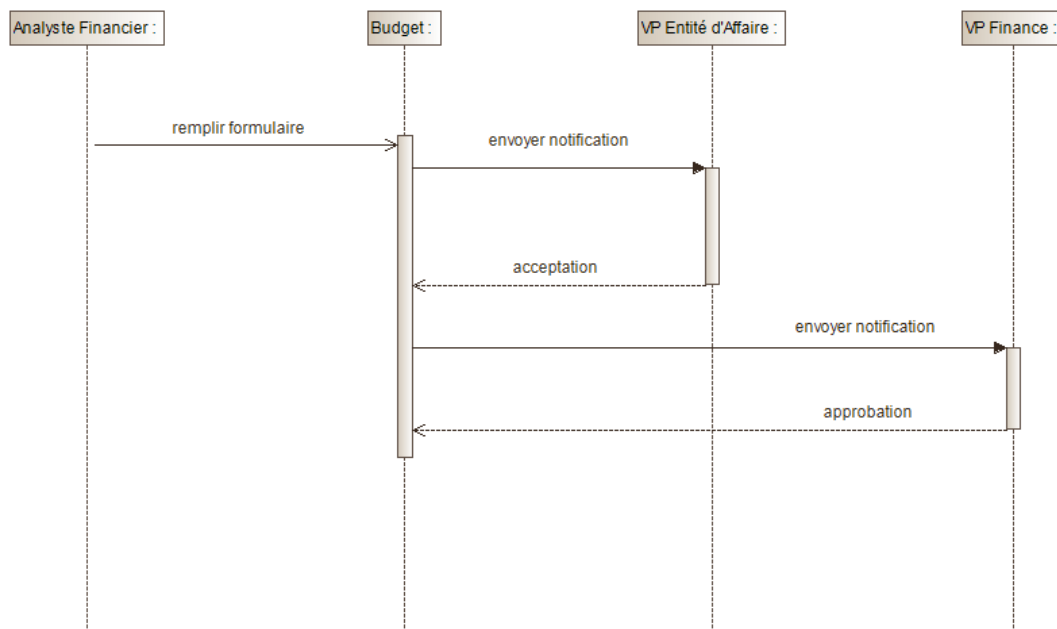 Analyste Financier :
Budget :
VP Entité d'Affaire :
VP Finance :
remplir formulaire
envoyer notification
acceptation
envoyer notification
approbation